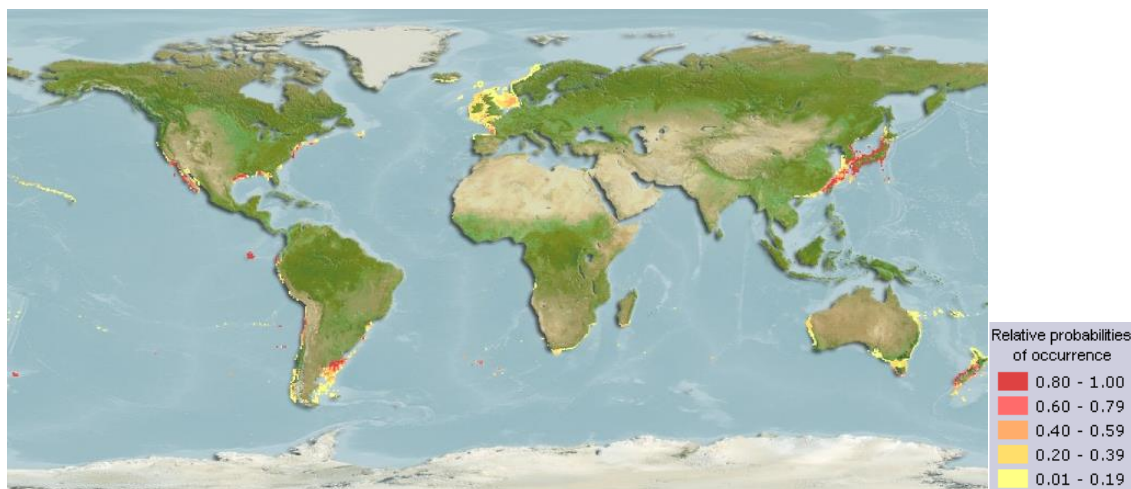 Relative probabilities
of occurrence
0.80 - 1.00
0.60 - 0.79
0.40 - 0.59
0.20 - 0.39
0.01 - 0.19